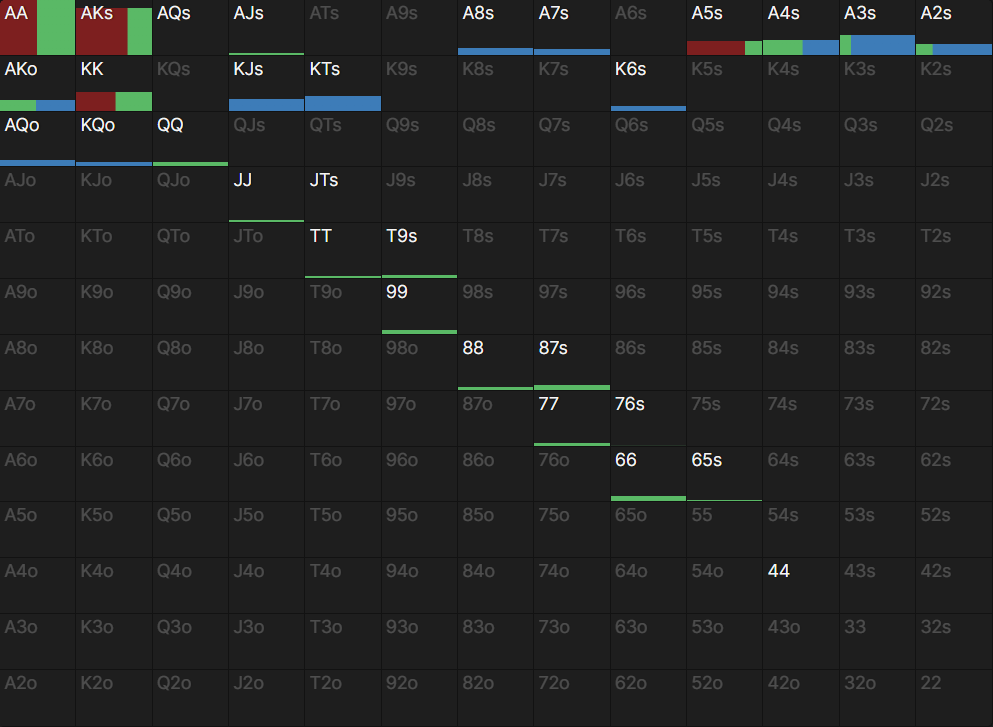 AA AKs AQs AJs ATs A9s A8s A7s A6s A5s A4s A3s A2s
AKo KK KQs KJs KTs K9s K8s K7s K6s K5s K4s K3s K2s
AQo KQo QQ QJs QTs Q9s Q8s Q7s Q6s Q5s Q4s Q3s Q2s
AJo KJo QJo JJ JTs J9s J8s J7s J6s J5s J4s J3s J2s
ATo KTo QTo JTo TT T9s T8s T7s T6s T5s T4s T3s T2s
A9o K9o Q9o J9o T9o 99 98s 97s 96s 95s 94s 93s 92s
A8o K8o Q8o J8o T8o 98o 88 87s 86s 85s 84s 83s 82s
A7o K7o Q7o J7o T7o 97o 87o 77 76s 75s 74s 73s 72s
A6o K6o Q6o J6o T6o 96o 86o 76o 66 65s 64s 63s 62s
A5o K5o Q5o J5o T5o 95o 85o 75o 65o 55 54s 53s 52s
A4o K4o Q4o J4o T4o 94o 84o 74o 64o 54o 44 43s 42s
A3o K3o Q3o J3o T3o 93o 83o 73o 63o 53o 43o 33 32s
A2o K2o Q2o J2o T2o 92o 82o 72o 62o 52o 42o 32o 22